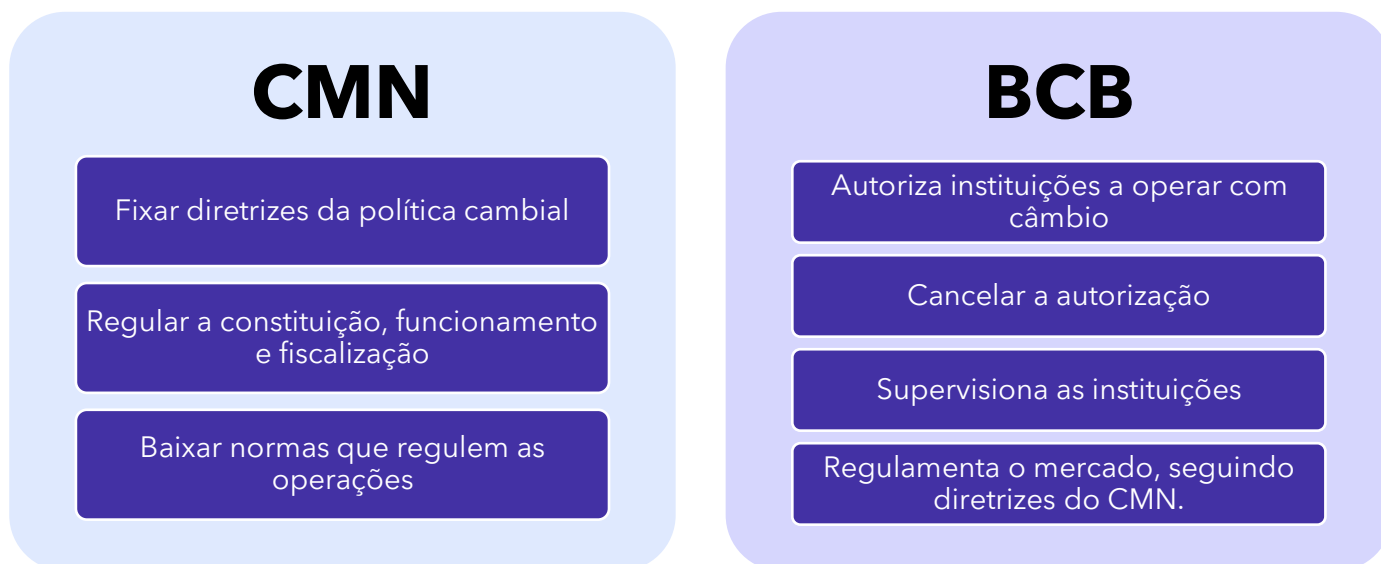 CMN
Fixar diretrizes da política cambial
Regular a constituição, funcionamento
e fiscalização
Baixar normas que regulem as
operações
BCB
Autoriza instituições a operar com
câmbio
Cancelar a autorização
Supervisiona as instituições
Regulamenta o mercado, seguindo
diretrizes do CMN.